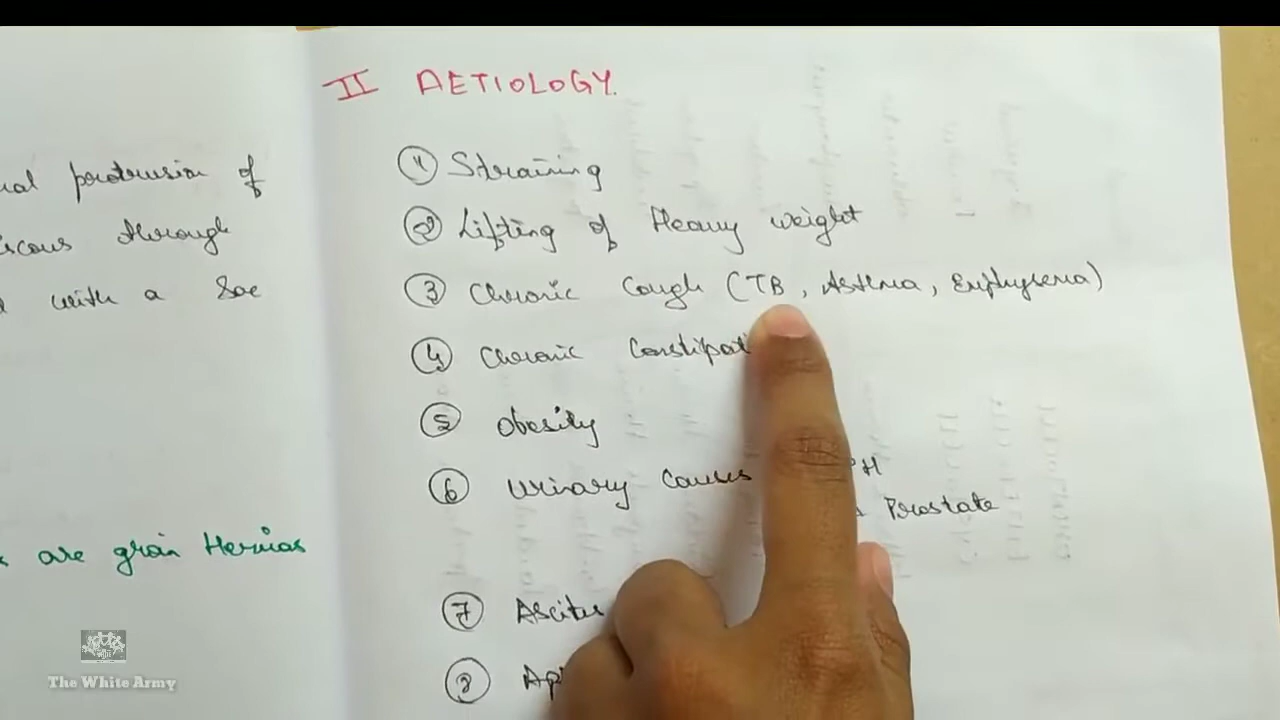 II AETIOLOGY.
① Straining
② Lifting of Heavy weight
③ Chronic Cough (TB, Asthma, Emphysema)
④ Chronic Constipat
⑤ Obesity
⑥ Urinary Causes PH
Prostate
⑦ Ascites
⑧ Ap
protrusion of
through
with a Sac
are groin Hernias
The White Army